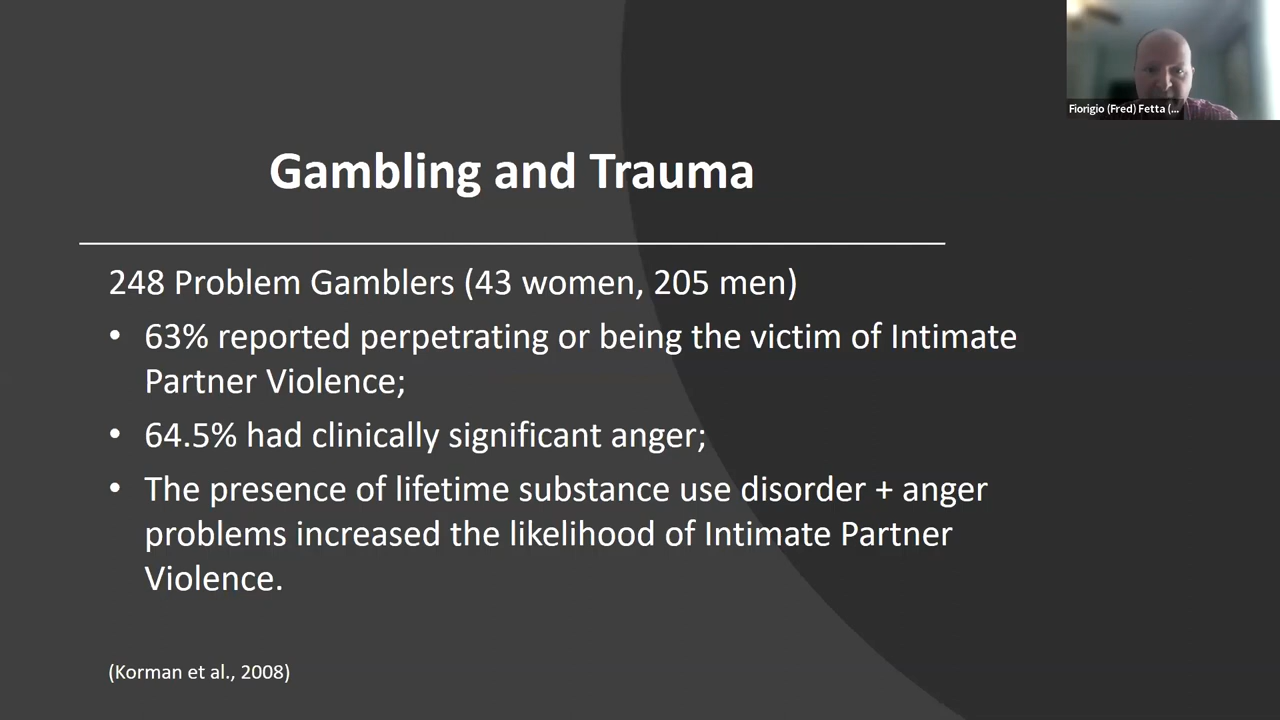 Fiorigio (Fred) Fetta (...
Gambling and Trauma
248 Problem Gamblers (43 women, 205 men)
• 63% reported perpetrating or being the victim of Intimate
Partner Violence;
• 64.5% had clinically significant anger;
• The presence of lifetime substance use disorder + anger
problems increased the likelihood of Intimate Partner
Violence.
(Korman et al., 2008)